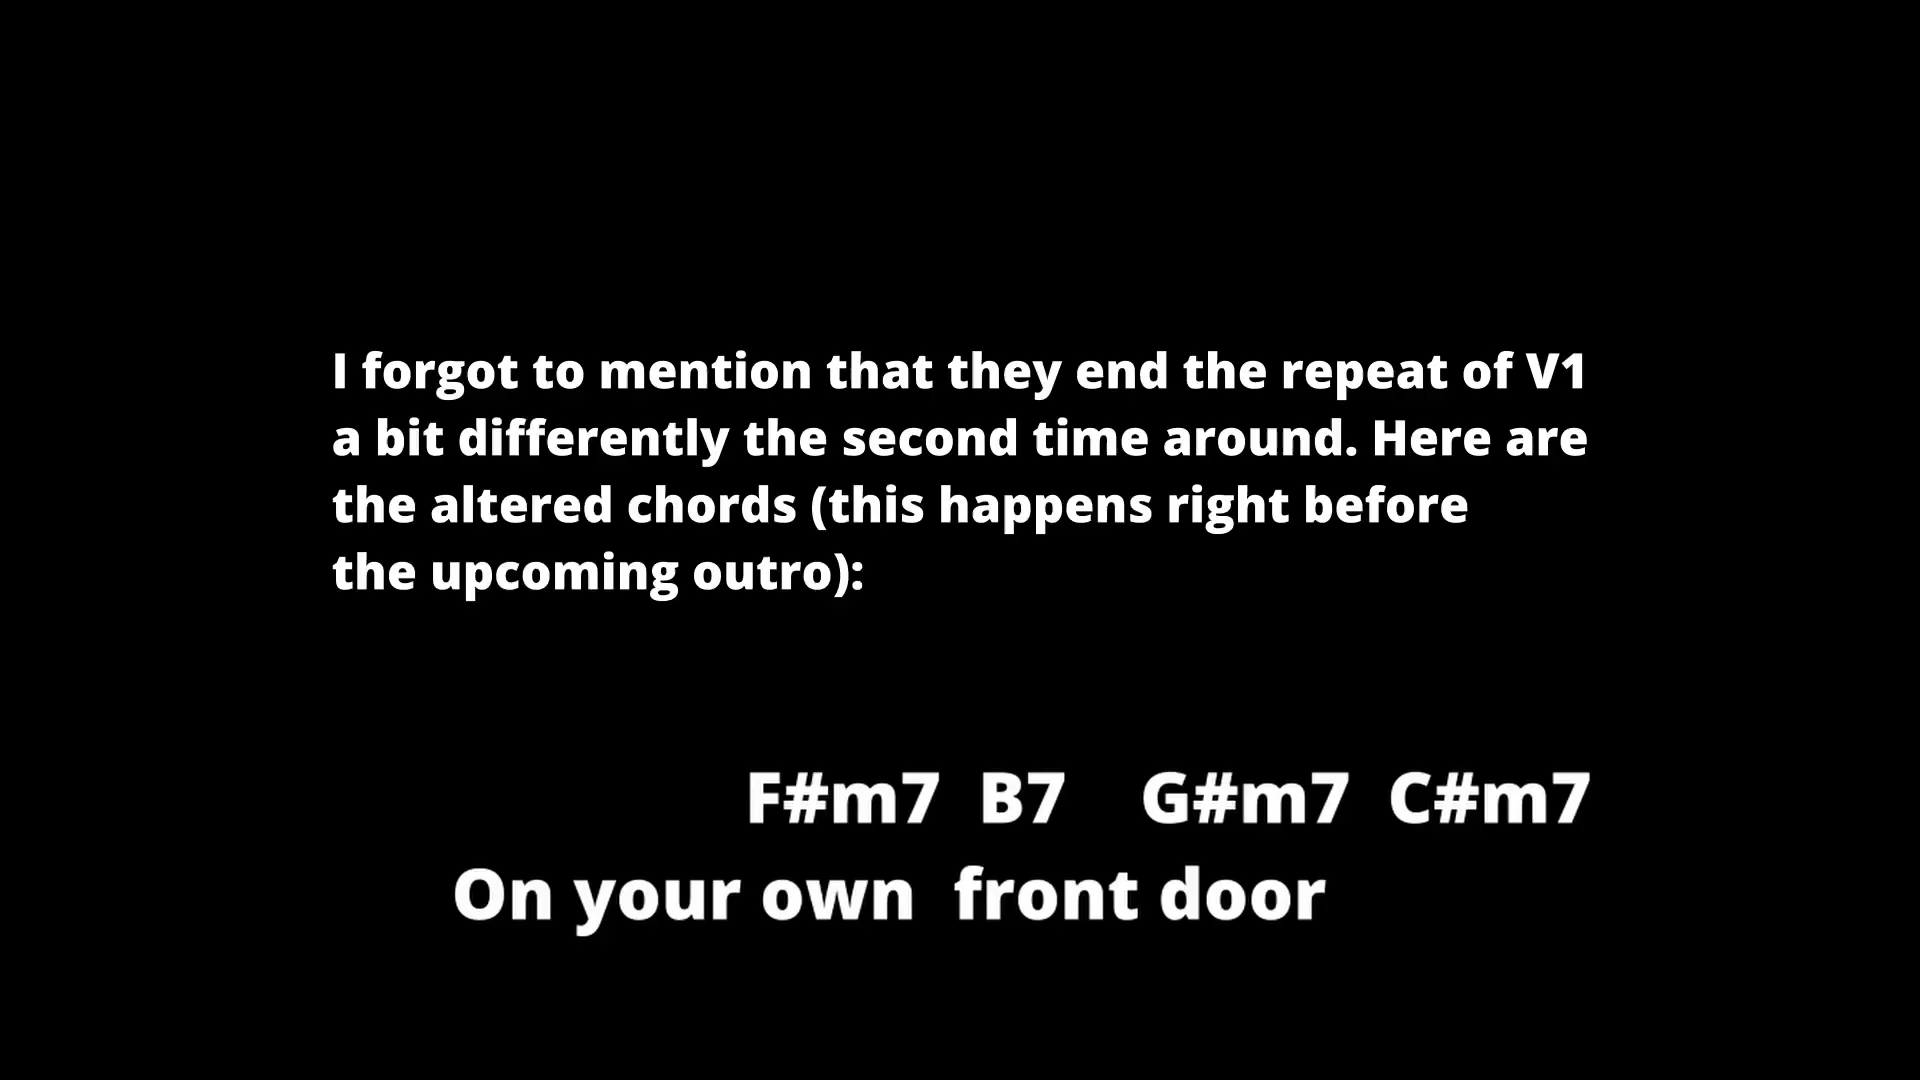 I forgot to mention that they end the repeat of V1
a bit differently the second time around. Here are
the altered chords (this happens right before
the upcoming outro):
F#m7 B7 G#m7 C#m7
On your own front door